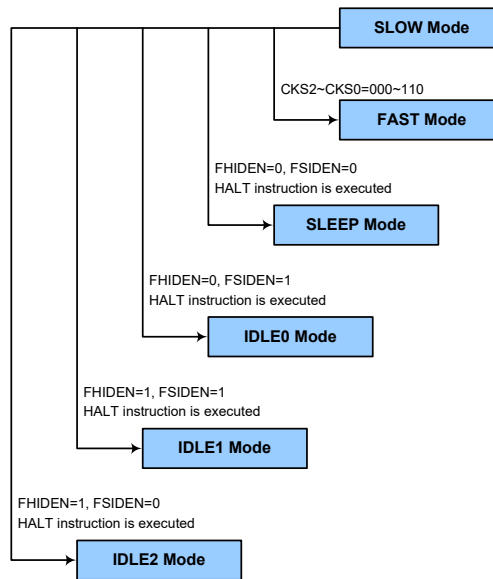 SLOW Mode
CKS2~CKS0=000~110
FAST Mode
FHIDEN=0, FSIDEN=0
HALT instruction is executed
SLEEP Mode
FHIDEN=0, FSIDEN=1
HALT instruction is executed
IDLE0 Mode
FHIDEN=1, FSIDEN=1
HALT instruction is executed
IDLE1 Mode
FHIDEN=1, FSIDEN=0
HALT instruction is executed
IDLE2 Mode